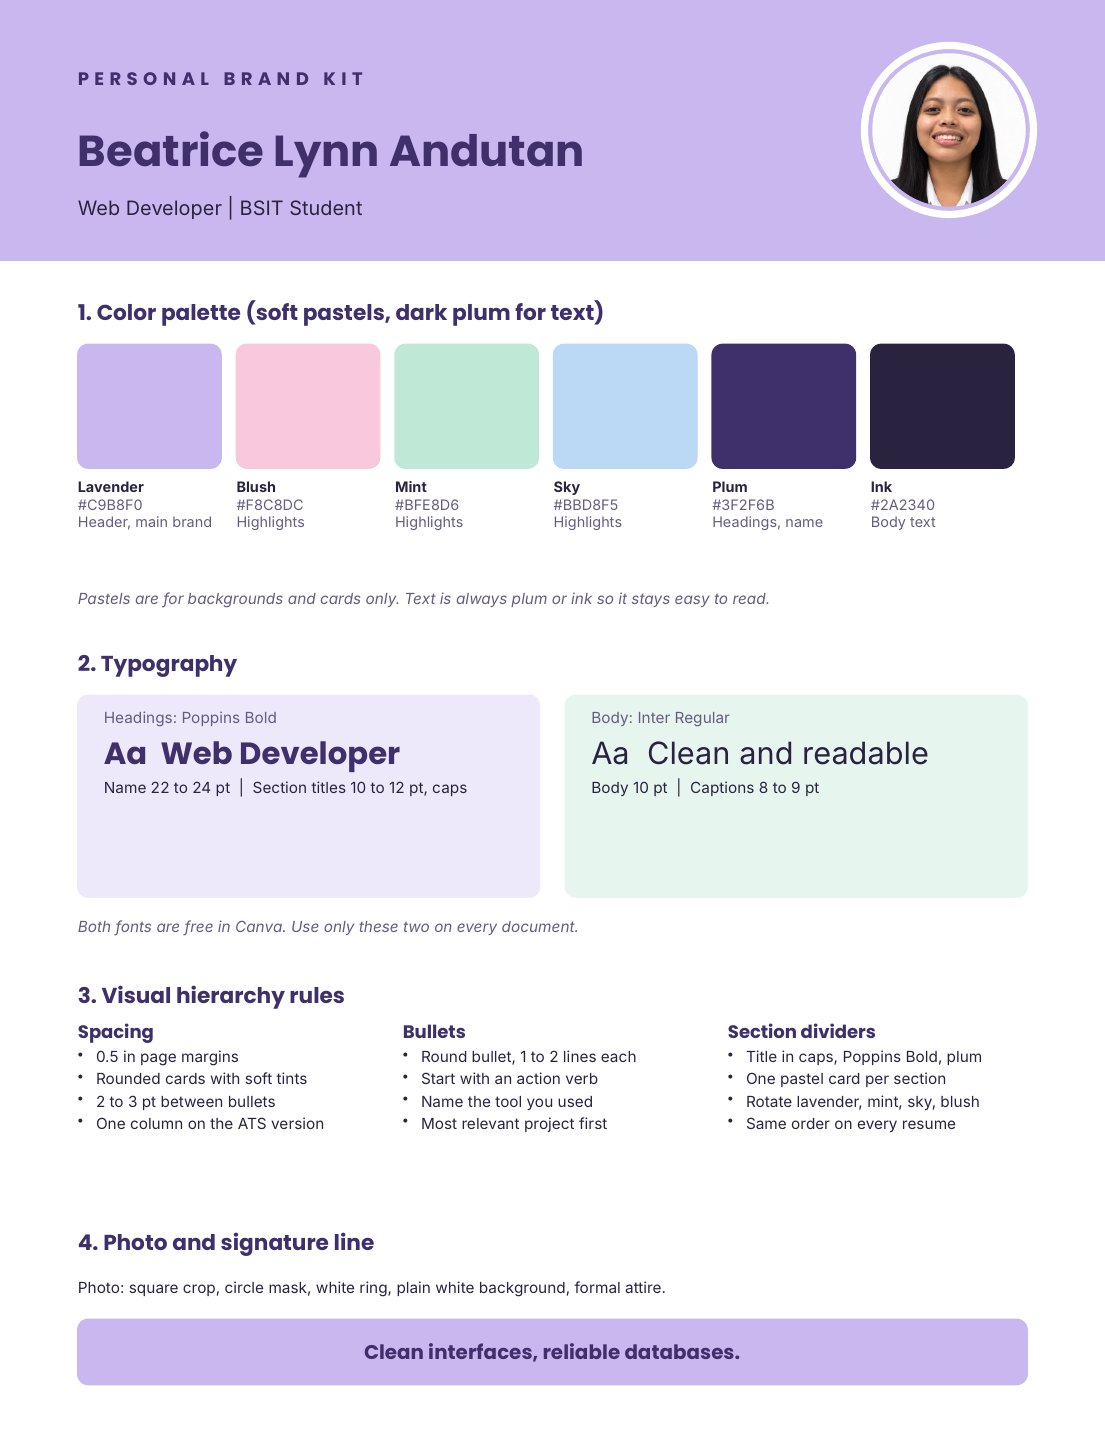 PERSONAL BRAND KIT
Beatrice Lynn Andutan
Web Developer | BSIT Student
1. Color palette (soft pastels, dark plum for text)
Lavender
#C9B8F0
Header, main brand
Blush
#F8C8DC
Highlights
Mint
#BFE8D6
Highlights
Sky
#BBD8F5
Highlights
Plum
#3F2F6B
Headings, name
Ink
#2A2340
Body text
Pastels are for backgrounds and cards only. Text is always plum or ink so it stays easy to read.
2. Typography
Headings: Poppins Bold
Aa Web Developer
Name 22 to 24 pt | Section titles 10 to 12 pt, caps
Body: Inter Regular
Aa Clean and readable
Body 10 pt | Captions 8 to 9 pt
Both fonts are free in Canva. Use only these two on every document.
3. Visual hierarchy rules
Spacing
• 0.5 in page margins
• Rounded cards with soft tints
• 2 to 3 pt between bullets
• One column on the ATS version
Bullets
• Round bullet, 1 to 2 lines each
• Start with an action verb
• Name the tool you used
• Most relevant project first
Section dividers
• Title in caps, Poppins Bold, plum
• One pastel card per section
• Rotate lavender, mint, sky, blush
• Same order on every resume
4. Photo and signature line
Photo: square crop, circle mask, white ring, plain white background, formal attire.
Clean interfaces, reliable databases.